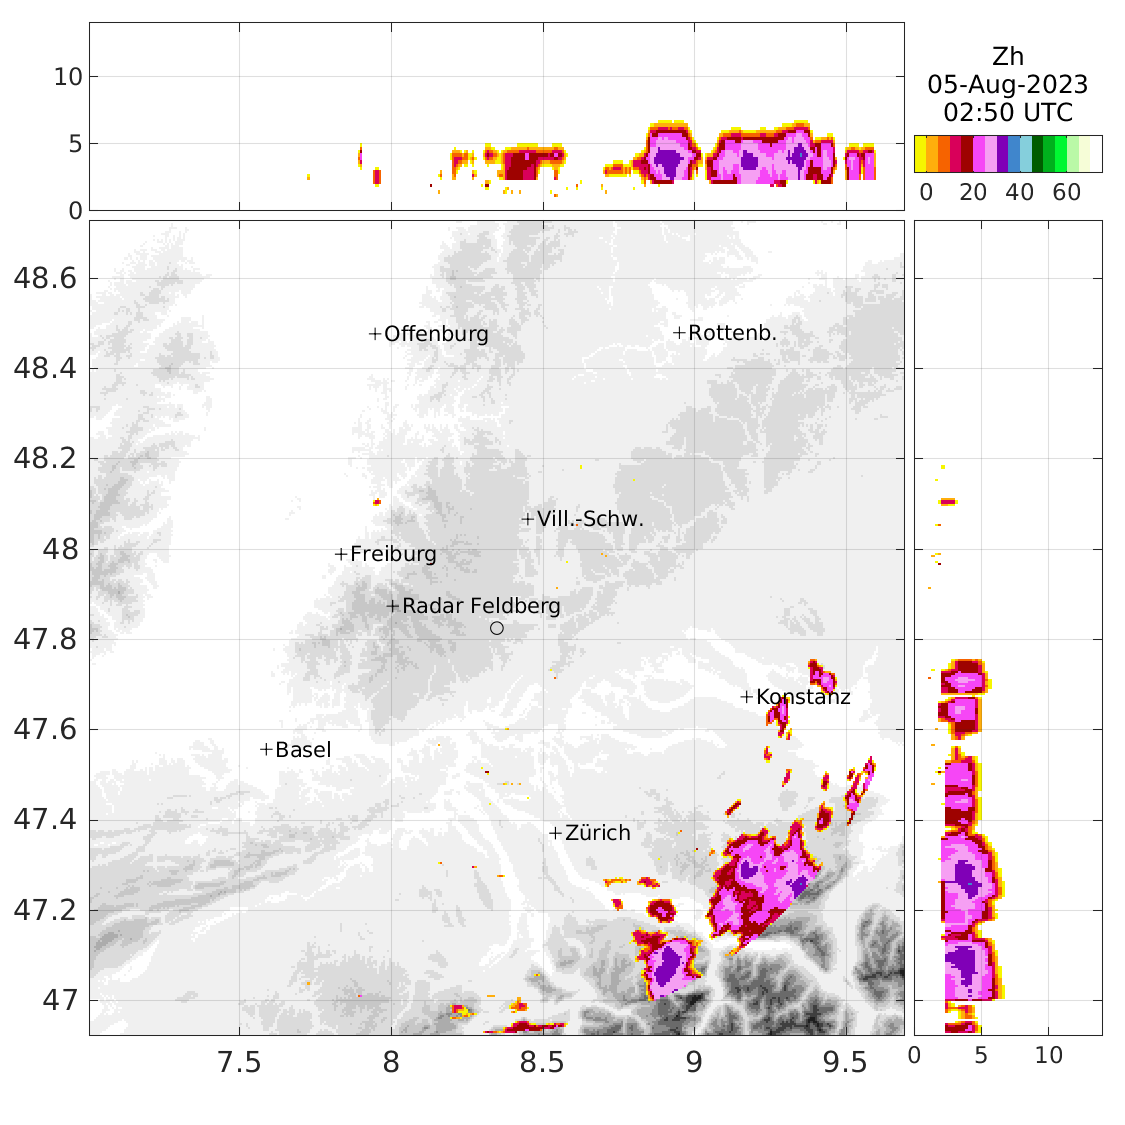 10
5
0
Zh
05-Aug-2023
02:50 UTC
0 20 40 60
48.6
48.4
48.2
48
47.8
47.6
47.4
47.2
47
Offenburg
Rottenb.
Vill.-Schw.
Freiburg
Radar Feldberg
Konstanz
Basel
Zürich
7.5 8 8.5 9 9.5
0 5 10